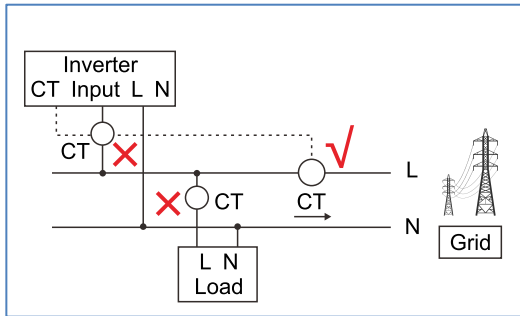 Inverter
CT Input L N
CT
L
CT
CT
N
L N
Load
Grid